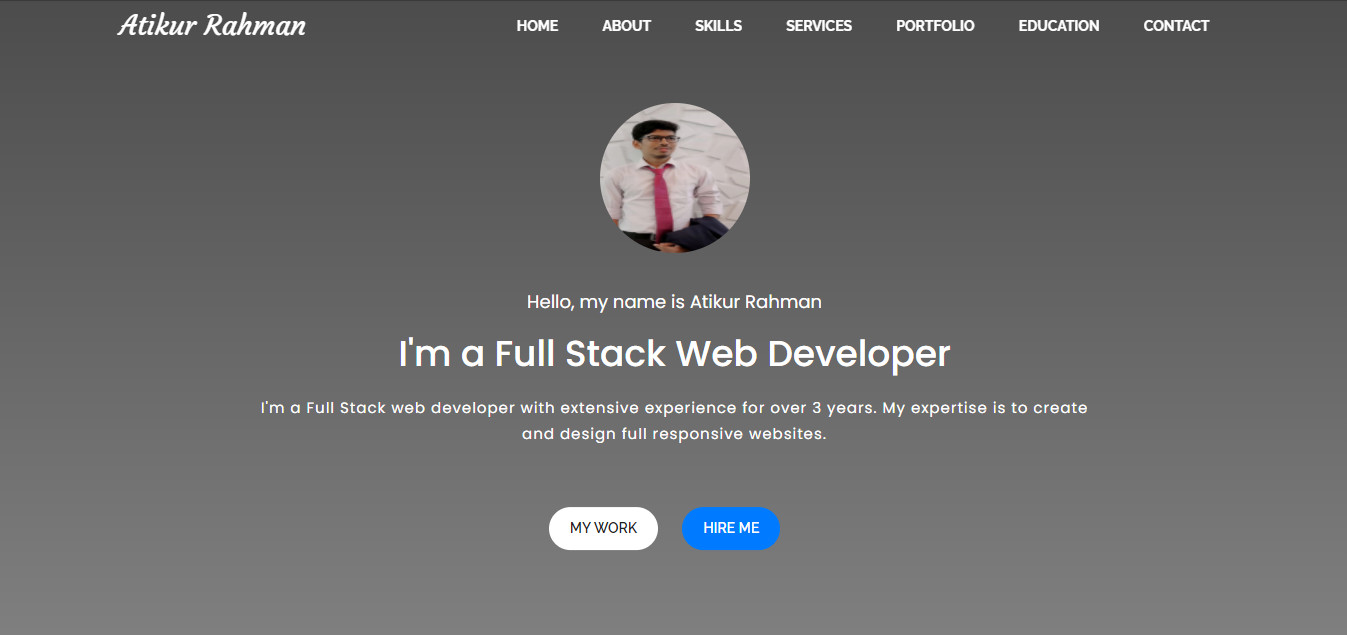 Atikur Rahman
HOME ABOUT SKILLS SERVICES PORTFOLIO EDUCATION CONTACT
Hello, my name is Atikur Rahman
I'm a Full Stack Web Developer
I'm a Full Stack web developer with extensive experience for over 3 years. My expertise is to create
and design full responsive websites.
MY WORK HIRE ME